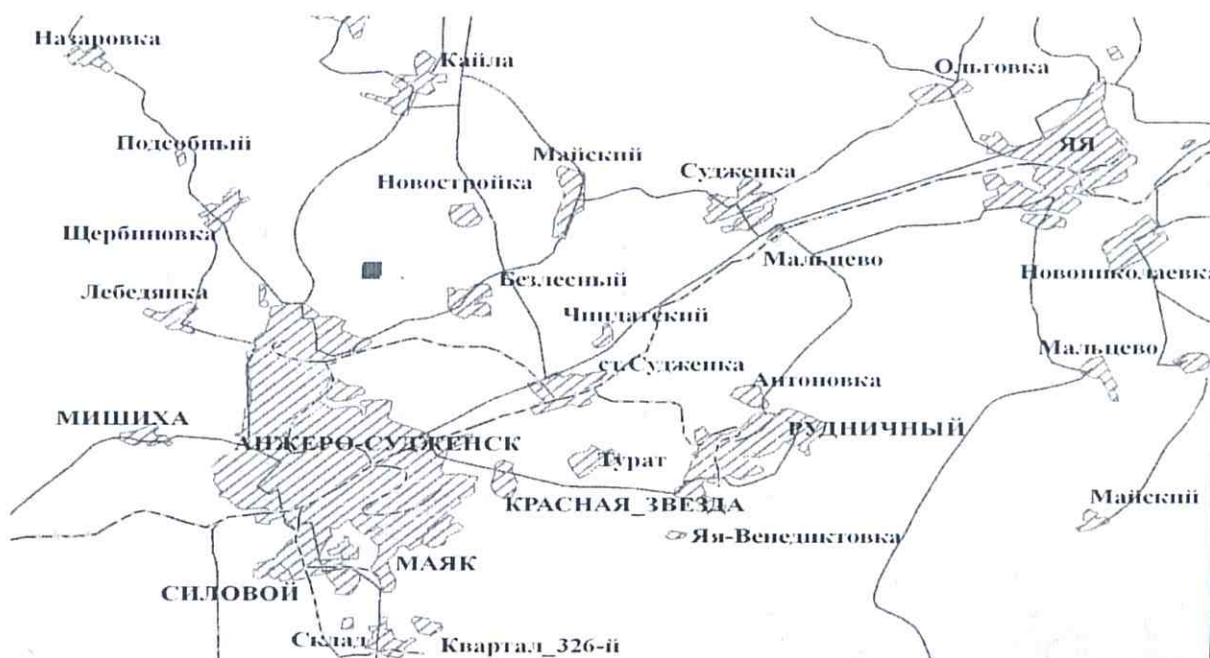 Назаровка
Кайла
Ольговка
Подсобный
Майский
Судженка
ЯЯ
Новостройка
Щербиновка
Мальцево
Безлесный
Новониколаевка
Лебедянка
Чиндатский
Мальцево
ст.Судженка
Антоновка
МИШИХА
АНЖЕРО-СУДЖЕНСК
РУДНИЧНЫЙ
Турат
КРАСНАЯ_ЗВЕЗДА
Майский
Яя-Венедиктовка
МАЯК
СИЛОВОЙ
Склад
Квартал_326-й